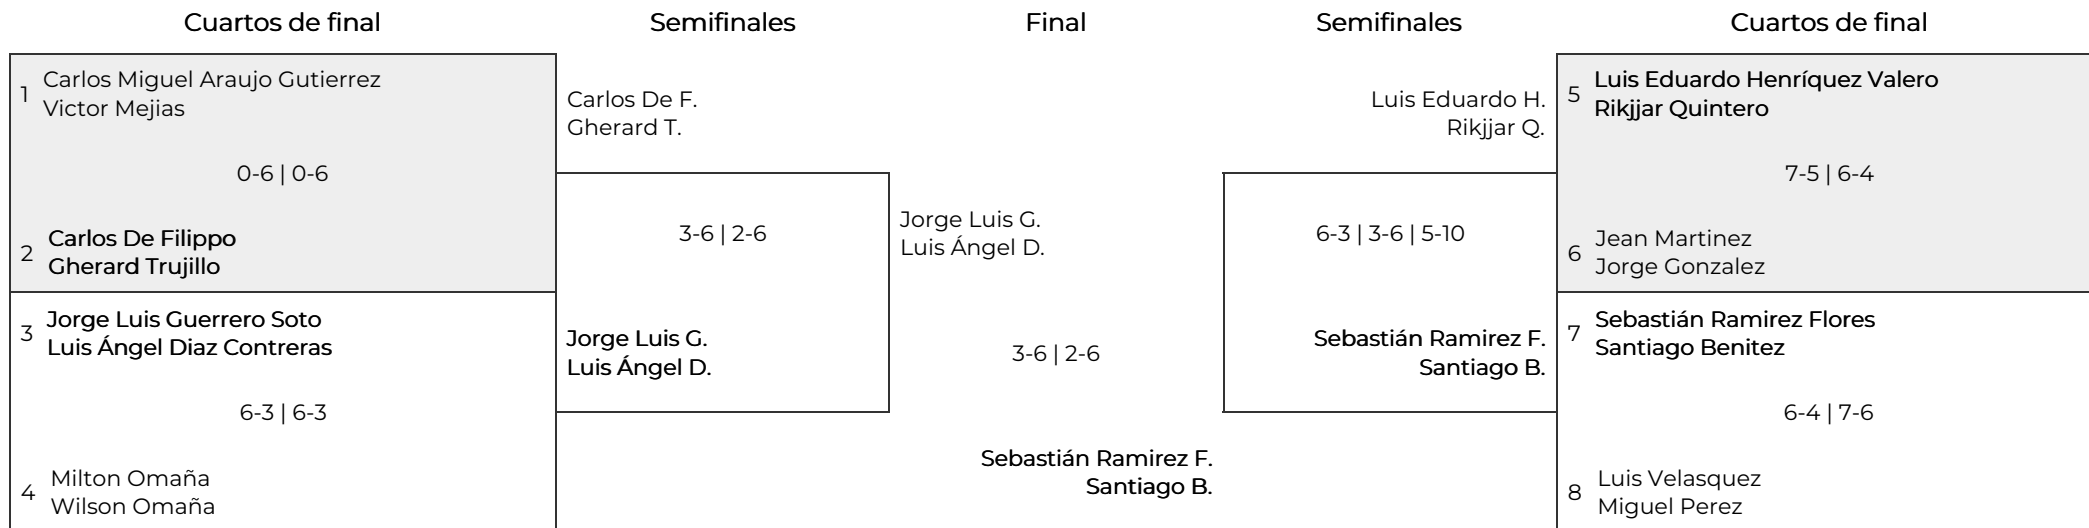 Cuartos de final
Semifinales
Final
Semifinales
Cuartos de final
1
Carlos Miguel Araujo Gutierrez
Victor Mejias
0-6 | 0-6
2
Carlos De Filippo
Gherard Trujillo
3
Jorge Luis Guerrero Soto
Luis Ángel Diaz Contreras
6-3 | 6-3
4
Milton Omaña
Wilson Omaña
Carlos De F.
Gherard T.
3-6 | 2-6
Jorge Luis G.
Luis Ángel D.
Jorge Luis G.
Luis Ángel D.
3-6 | 2-6
Sebastián Ramirez F.
Santiago B.
Luis Eduardo H.
Rikjjar Q.
6-3 | 3-6 | 5-10
Sebastián Ramirez F.
Santiago B.
5
Luis Eduardo Henríquez Valero
Rikjjar Quintero
7-5 | 6-4
6
Jean Martinez
Jorge Gonzalez
7
Sebastián Ramirez Flores
Santiago Benitez
6-4 | 7-6
8
Luis Velasquez
Miguel Perez